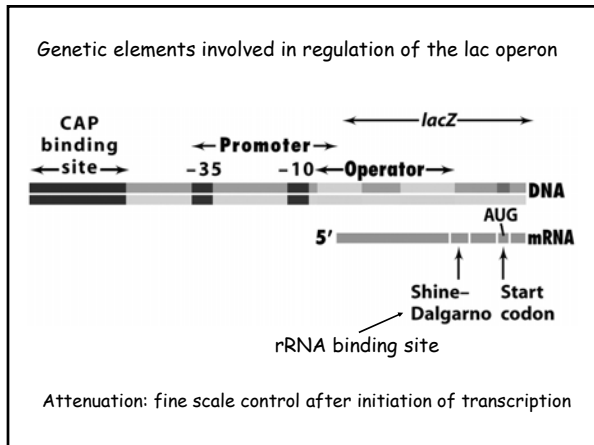 Genetic elements involved in regulation of the lac operon
CAP
binding
site
Promoter
lacZ
–35
–10
Operator
DNA
AUG
5′
mRNA
Shine–
Dalgarno
Start
codon
rRNA binding site
Attenuation: fine scale control after initiation of transcription